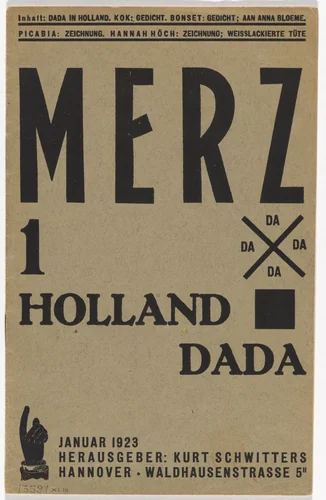 Inhalt: DADA IN HOLLAND. KOK: GEDICHT. BONSET: GEDICHT; AAN ANNA BLOEME.
PICABIA: ZEICHNUNG. HANNAH HÖCH: ZEICHNUNG; WEISSLACKIERTE TÜTE
MERZ
1
DA
DA DA
DA
HOLLAND
DADA
JANUAR 1923
HERAUSGEBER: KURT SCHWITTERS
HANNOVER · WALDHAUSENSTRASSE 5ᴵᴵ